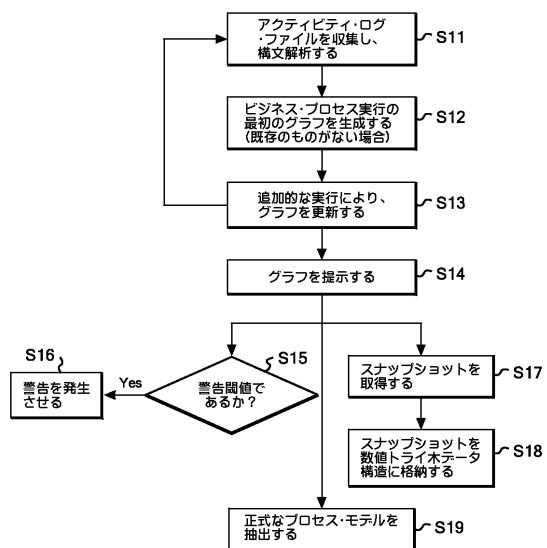 アクティビティ・ログ
・ファイルを収集し、
構文解析する
S11
ビジネス・プロセス実行の
最初のグラフを生成する
(既存のものがない場合)
S12
追加的な実行により、
グラフを更新する
S13
グラフを提示する
S14
S16
警告を発生
させる
Yes
S15
警告閾値で
あるか?
スナップショットを
取得する
S17
スナップショットを
数値トライ木データ
構造に格納する
S18
正式なプロセス・モデルを
抽出する
S19